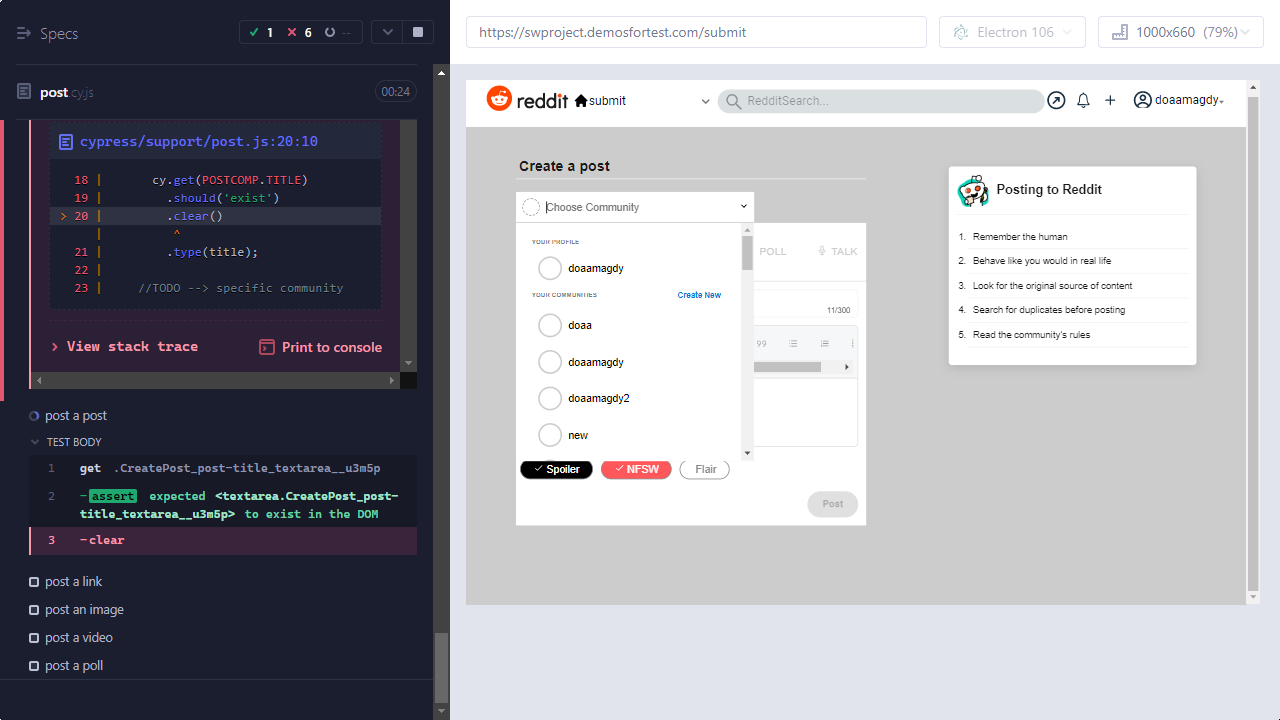 Specs
1
6
--
post cy.js
00:24
cypress/support/post.js:20:10
18 | cy.get(POSTCOMP.TITLE)
19 | .should('exist')
> 20 | .clear()
| ^
21 | .type(title);
22 |
23 | //TODO --> specific community
View stack trace
Print to console
post a post
TEST BODY
1 get .CreatePost_post-title_textarea__u3m5p
2 -assert expected <textarea.CreatePost_post-
title_textarea__u3m5p> to exist in the DOM
3 -clear
post a link
post an image
post a video
post a poll
https://swproject.demosfortest.com/submit
Electron 106
1000x660 (79%)
reddit
submit
RedditSearch...
doaamagdy
Create a post
Choose Community
YOUR PROFILE
doaamagdy
YOUR COMMUNITIES
Create New
doaa
doaamagdy
doaamagdy2
new
POLL
TALK
11/300
99
Spoiler
NFSW
Flair
Post
Posting to Reddit
1. Remember the human
2. Behave like you would in real life
3. Look for the original source of content
4. Search for duplicates before posting
5. Read the community's rules